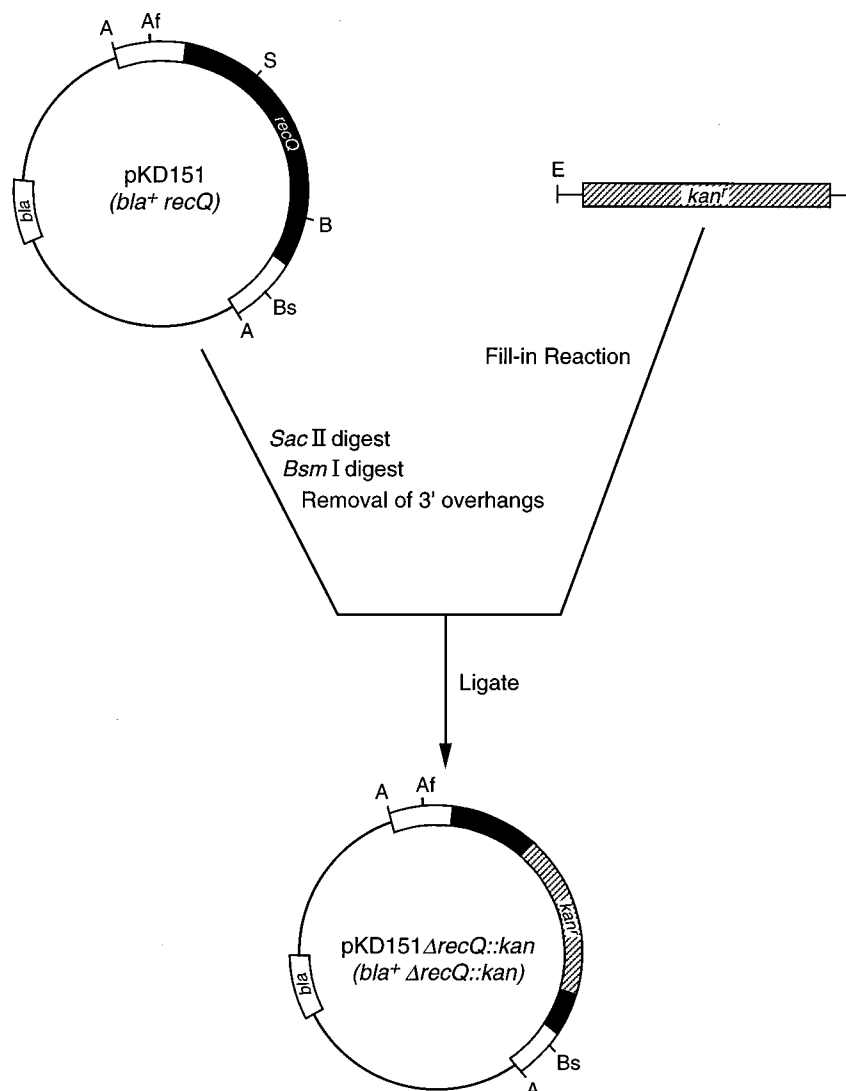 A
Af
S
recQ
pKD151
(bla⁺ recQ)
bla
B
Bs
A
E
kanʳ
Fill-in Reaction
Sac II digest
Bsm I digest
Removal of 3' overhangs
Ligate
A
Af
kanʳ
pKD151ΔrecQ::kan
(bla⁺ ΔrecQ::kan)
bla
Bs
A